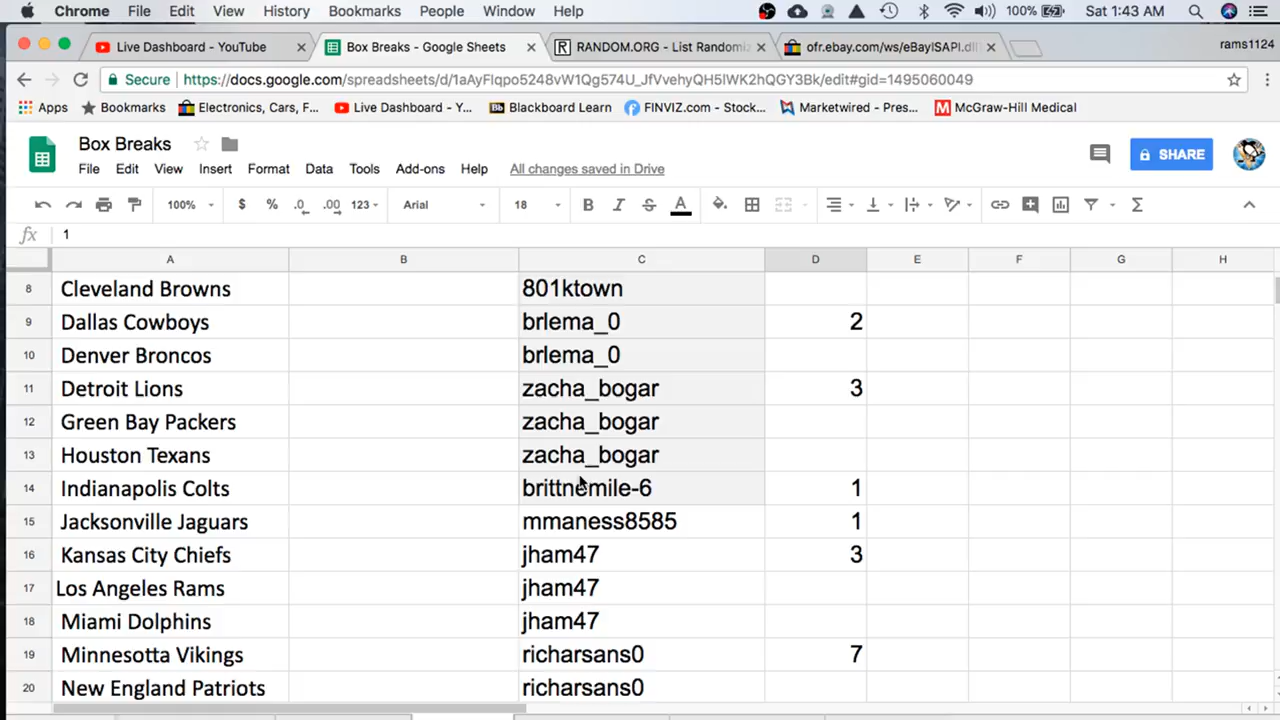 Chrome File Edit View History Bookmarks People Window Help 100% Sat 1:43 AM
Live Dashboard - YouTube Box Breaks - Google Sheets RANDOM.ORG - List Randomiz ofr.ebay.com/ws/eBayISAPI.dll rams1124
Secure https://docs.google.com/spreadsheets/d/1aAyFlqpo5248vW1Qg574U_JfVvehyQH5IWK2hQGY3Bk/edit#gid=1495060049
Apps Bookmarks Electronics, Cars, F... Live Dashboard - Y... Bb Blackboard Learn FINVIZ.com - Stock... Marketwired - Pres... McGraw-Hill Medical
Box Breaks
File Edit View Insert Format Data Tools Add-ons Help All changes saved in Drive SHARE
100% $ % .0 .00 123 Arial 18 B I S A
fx 1
A B C D E F G H
8 Cleveland Browns 801ktown
9 Dallas Cowboys brlema_0 2
10 Denver Broncos brlema_0
11 Detroit Lions zacha_bogar 3
12 Green Bay Packers zacha_bogar
13 Houston Texans zacha_bogar
14 Indianapolis Colts brittnemile-6 1
15 Jacksonville Jaguars mmaness8585 1
16 Kansas City Chiefs jham47 3
17 Los Angeles Rams jham47
18 Miami Dolphins jham47
19 Minnesotta Vikings richarsans0 7
20 New England Patriots richarsans0